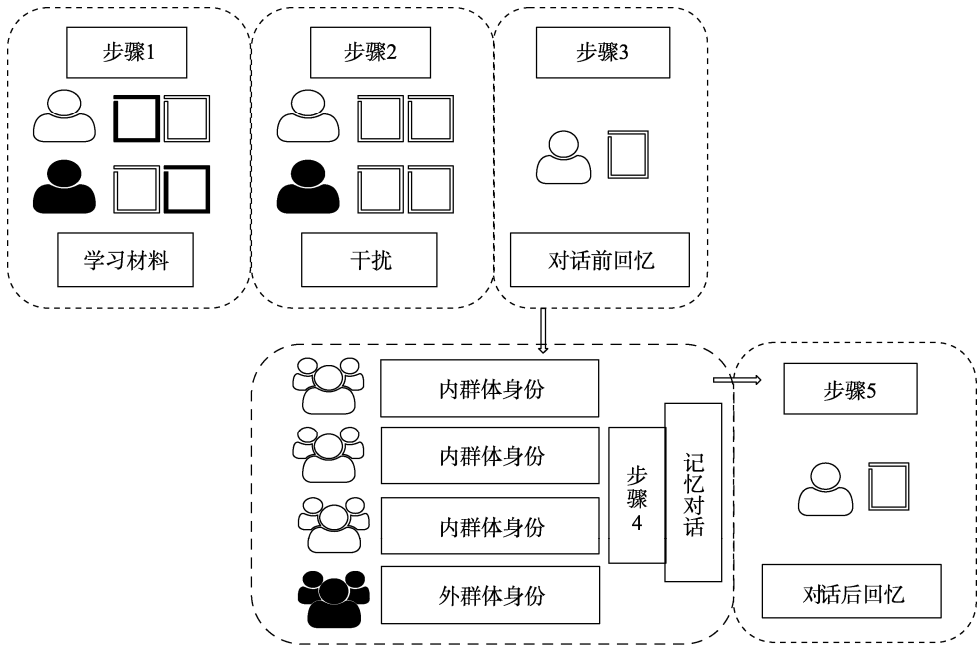 步骤1
步骤2
步骤3
学习材料
干扰
对话前回忆
内群体身份
内群体身份
内群体身份
外群体身份
步骤4
记忆对话
步骤5
对话后回忆